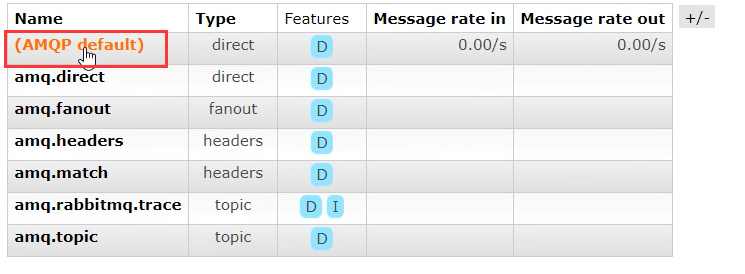 Name Type Features Message rate in Message rate out +/-
(AMQP default) direct D 0.00/s 0.00/s
amq.direct direct D
amq.fanout fanout D
amq.headers headers D
amq.match headers D
amq.rabbitmq.trace topic D I
amq.topic topic D